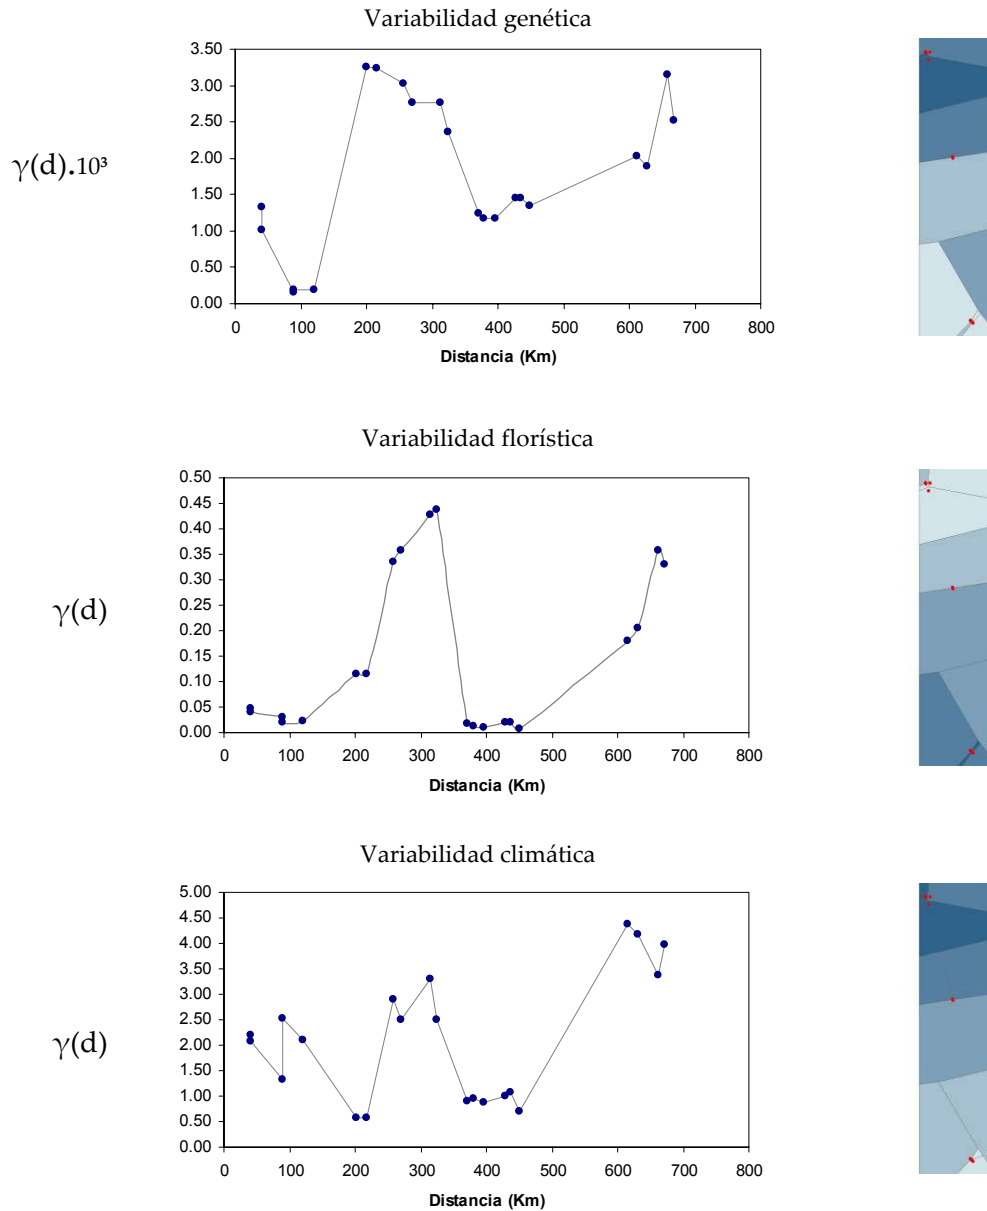 Variabilidad genética
γ(d).10³
3.50
3.00
2.50
2.00
1.50
1.00
0.50
0.00
0 100 200 300 400 500 600 700 800
Distancia (Km)
Variabilidad florística
γ(d)
0.50
0.45
0.40
0.35
0.30
0.25
0.20
0.15
0.10
0.05
0.00
0 100 200 300 400 500 600 700 800
Distancia (Km)
Variabilidad climática
γ(d)
5.00
4.50
4.00
3.50
3.00
2.50
2.00
1.50
1.00
0.50
0.00
0 100 200 300 400 500 600 700 800
Distancia (Km)